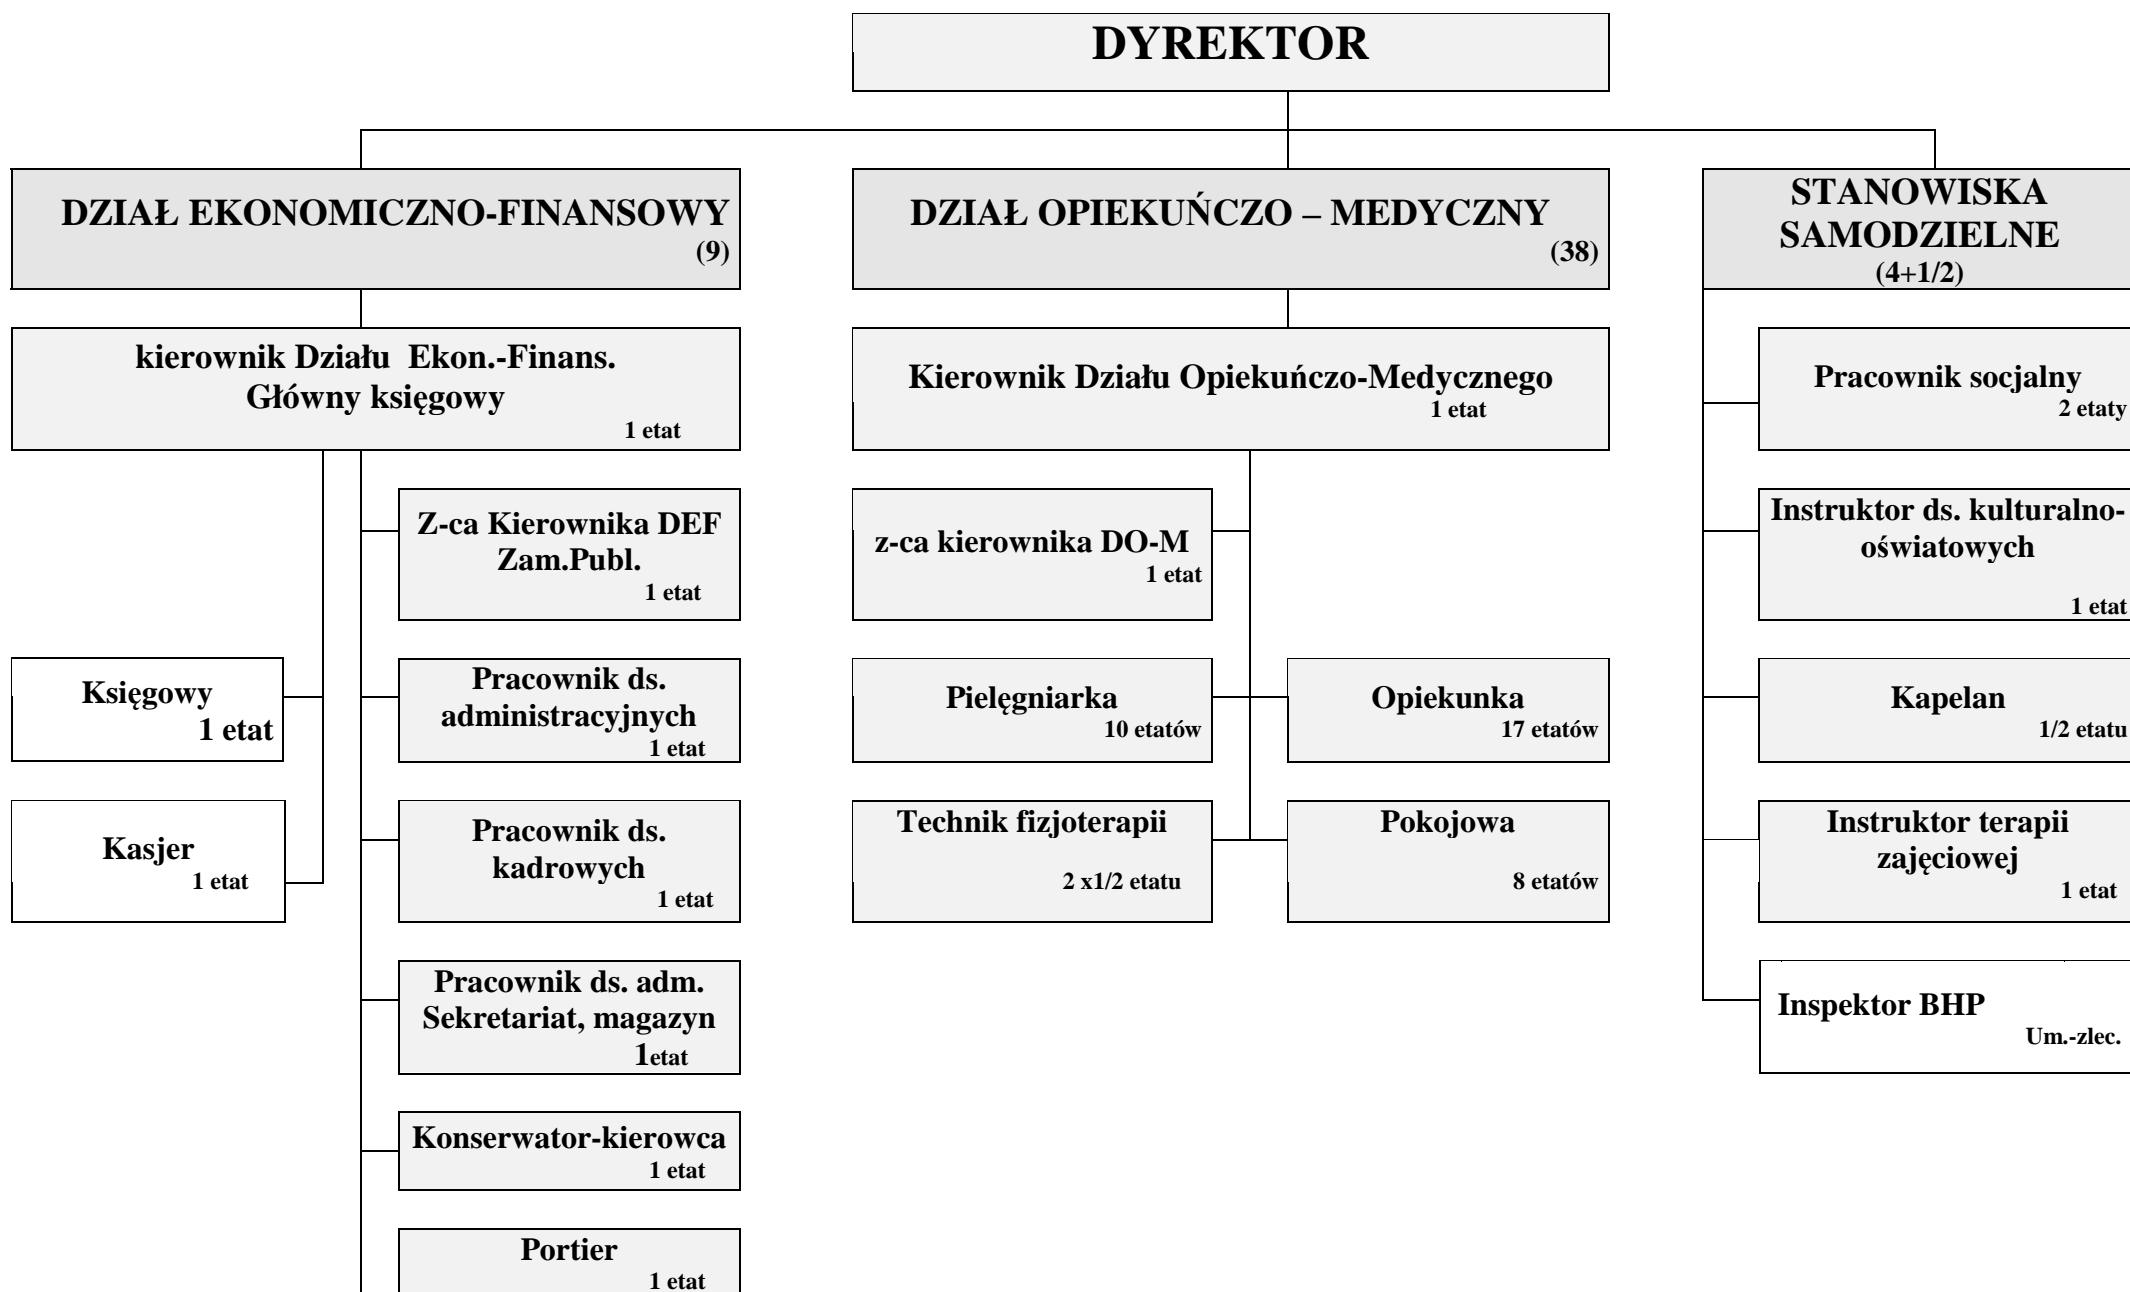 DYREKTOR
DZIAŁ EKONOMICZNO-FINANSOWY
(9)
DZIAŁ OPIEKUŃCZO – MEDYCZNY
(38)
STANOWISKA
SAMODZIELNE
(4+1/2)
kierownik Działu Ekon.-Finans.
Główny księgowy
1 etat
Kierownik Działu Opiekuńczo-Medycznego
1 etat
Pracownik socjalny
2 etaty
Z-ca Kierownika DEF
Zam.Publ.
1 etat
z-ca kierownika DO-M
1 etat
Instruktor ds. kulturalno-
oświatowych
1 etat
Księgowy
1 etat
Pracownik ds.
administracyjnych
1 etat
Pielęgniarka
10 etatów
Opiekunka
17 etatów
Kapelan
1/2 etatu
Kasjer
1 etat
Pracownik ds.
kadrowych
1 etat
Technik fizjoterapii
2 x1/2 etatu
Pokojowa
8 etatów
Instruktor terapii
zajęciowej
1 etat
Pracownik ds. adm.
Sekretariat, magazyn
1etat
Inspektor BHP
Um.-zlec.
Konserwator-kierowca
1 etat
Portier
1 etat